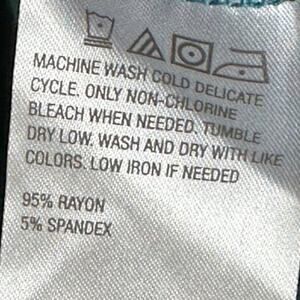 MACHINE WASH COLD DELICATE
CYCLE. ONLY NON-CHLORINE
BLEACH WHEN NEEDED. TUMBLE
DRY LOW. WASH AND DRY WITH LIKE
COLORS. LOW IRON IF NEEDED
95% RAYON
5% SPANDEX